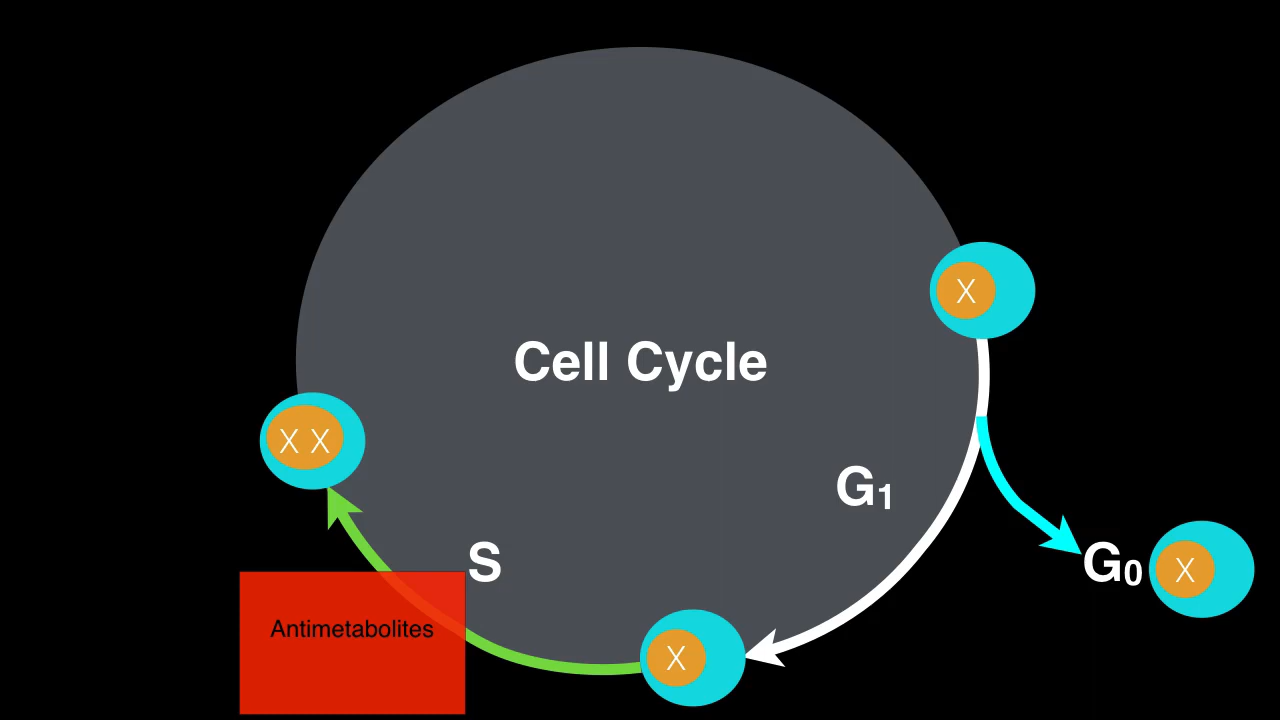 X
Cell Cycle
X X
G₁
S
G₀
X
Antimetabolites
X